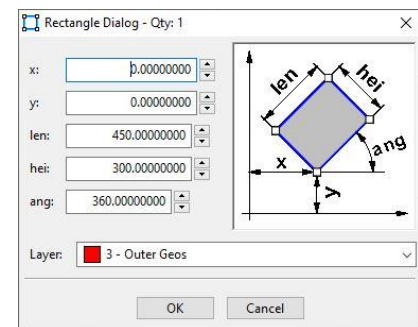 Rectangle Dialog - Qty: 1
x: 0.00000000
y: 0.00000000
len: 450.00000000
hei: 300.00000000
ang: 360.00000000
len
hei
ang
x
y
Layer: 3 - Outer Geos
OK Cancel